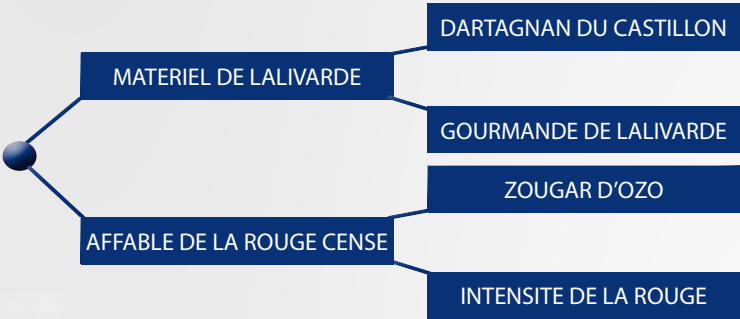 DARTAGNAN DU CASTILLON
MATERIEL DE LALIVARDE
GOURMANDE DE LALIVARDE
ZOUGAR D'OZO
AFFABLE DE LA ROUGE CENSE
INTENSITE DE LA ROUGE